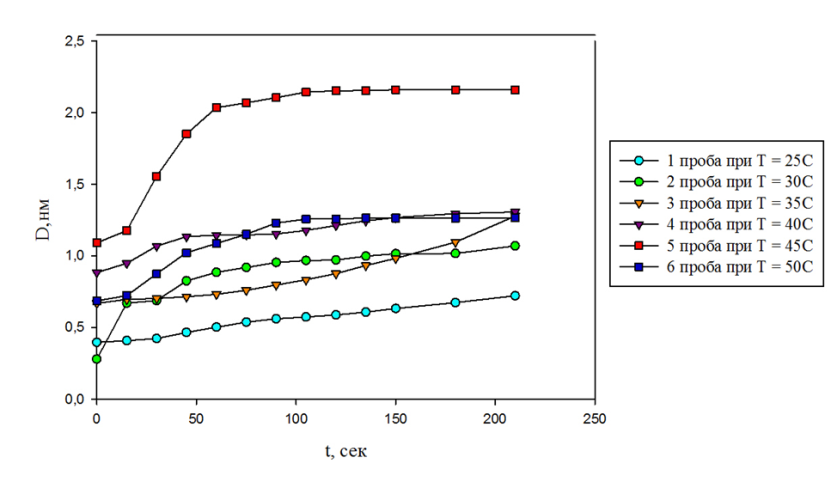 2,5
2,0
1,5
1,0
0,5
0,0
D,нм
0 50 100 150 200 250
t, сек
1 проба при T = 25C
2 проба при T = 30C
3 проба при T = 35C
4 проба при T = 40C
5 проба при T = 45C
6 проба при T = 50C